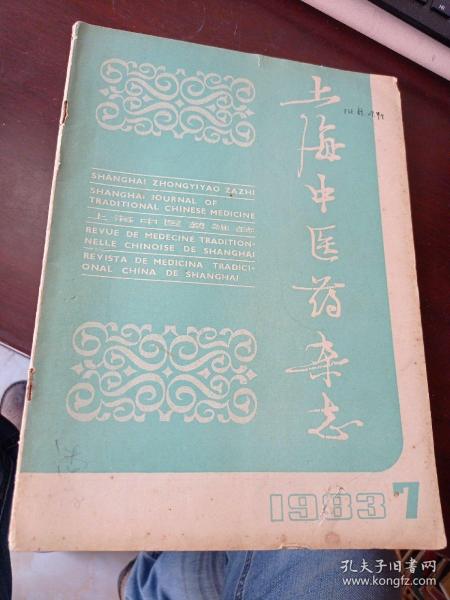 上海中医药杂志
SHANGHAI ZHONGYIYAO ZAZHI
SHANGHAI JOURNAL OF
TRADITIONAL CHINESE MEDICINE
上海中医药杂志
REVUE DE MEDECINE TRADITION-
NELLE CHINOISE DE SHANGHAI
REVISTA DE MEDICINA TRADICI-
ONAL CHINA DE SHANGHAI
1983 7
孔夫子旧书网
www.kongfz.com